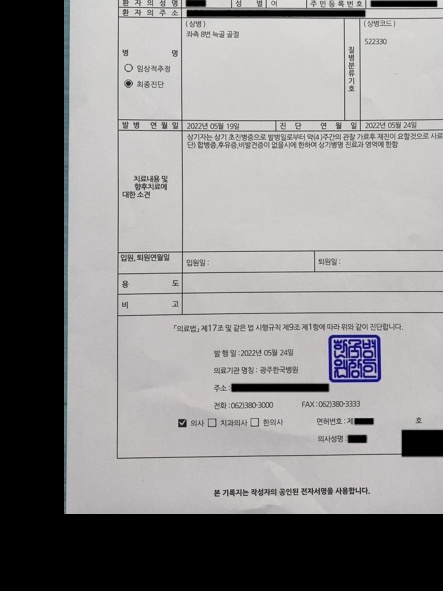 환 자 의 성 명 성 별 이 주 민 등 록 번 호
환 자 의 주 소
병 명
○ 임상적추정
◉ 최종진단
(상병)
좌측 8번 늑골 골절
질병분류기호
(상병코드)
S22330
발 병 연 월 일 2022년 05월 19일 진 단 연 월 일 2022년 05월 24일
치료내용 및
향후치료에
대한 소견
상기자는 상기 초진병증으로 발병일로부터 약(4)주간의 관찰 가료후 재진이 요할것으로 사료
단) 합병증,후유증,비발견증이 없을시에 한하여 상기병명 진료과 영역에 한함
입원, 퇴원연월일 입원일 : 퇴원일 :
용 도
비 고
「의료법」 제17조 및 같은 법 시행규칙 제9조 제1항에 따라 위와 같이 진단합니다.
발 행 일 :2022년 05월 24일
의료기관 명칭 : 광주한국병원
주소 :
전화 :062)380-3000 FAX :062)380-3333
☑ 의사 □ 치과의사 □ 한의사 면허번호 : 제 호
의사성명 :
본 기록지는 작성자의 공인된 전자서명을 사용합니다.